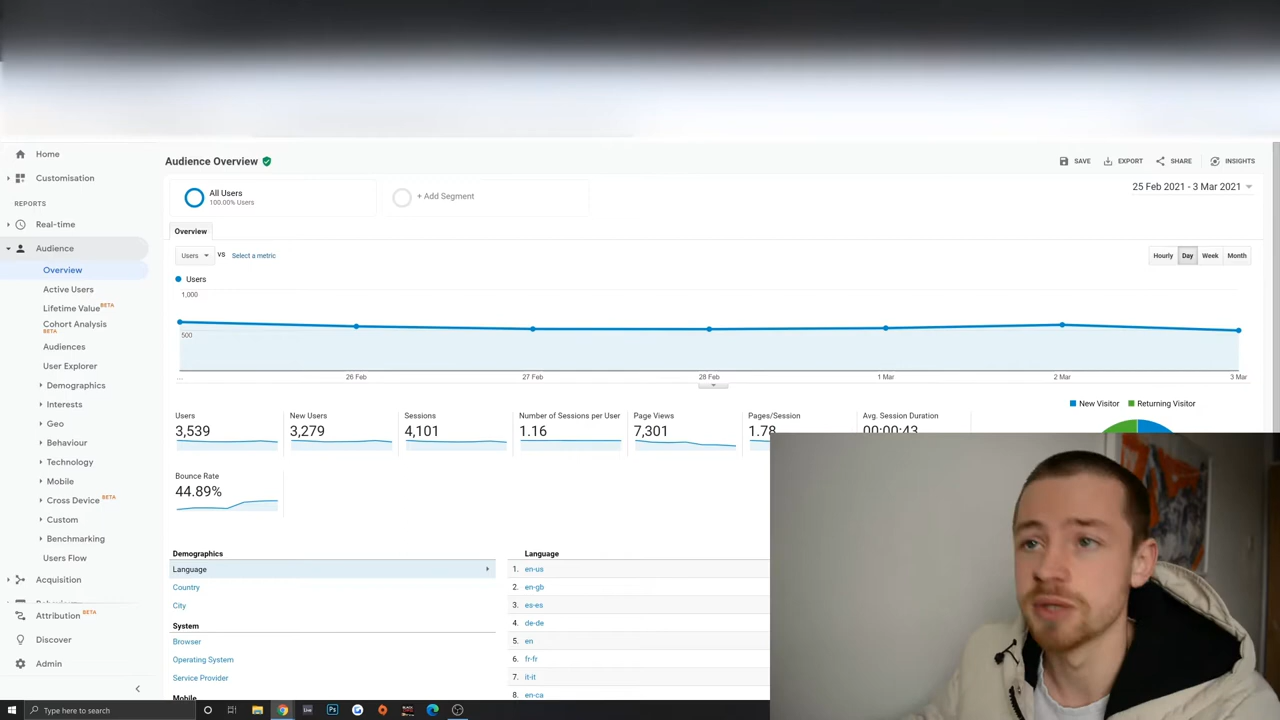 Home
Audience Overview
SAVE EXPORT SHARE INSIGHTS
Customisation
All Users
100.00% Users
+ Add Segment
25 Feb 2021 - 3 Mar 2021
REPORTS
Real-time
Audience
Overview
Overview
Active Users
Lifetime Value BETA
Cohort Analysis
BETA
Audiences
User Explorer
Demographics
Interests
Geo
Behaviour
Technology
Mobile
Cross Device BETA
Custom
Benchmarking
Users Flow
Acquisition
Attribution BETA
Discover
Admin
Users vs Select a metric
Hourly Day Week Month
Users
1,000
500
... 26 Feb 27 Feb 28 Feb 1 Mar 2 Mar 3 Mar
New Visitor Returning Visitor
Users
3,539
New Users
3,279
Sessions
4,101
Number of Sessions per User
1.16
Page Views
7,301
Pages/Session
1.78
Avg. Session Duration
00:00:43
Bounce Rate
44.89%
Demographics
Language
Country
City
System
Browser
Operating System
Service Provider
Mobile
Language
1. en-us
2. en-gb
3. es-es
4. de-de
5. en
6. fr-fr
7. it-it
8. en-ca
Type here to search